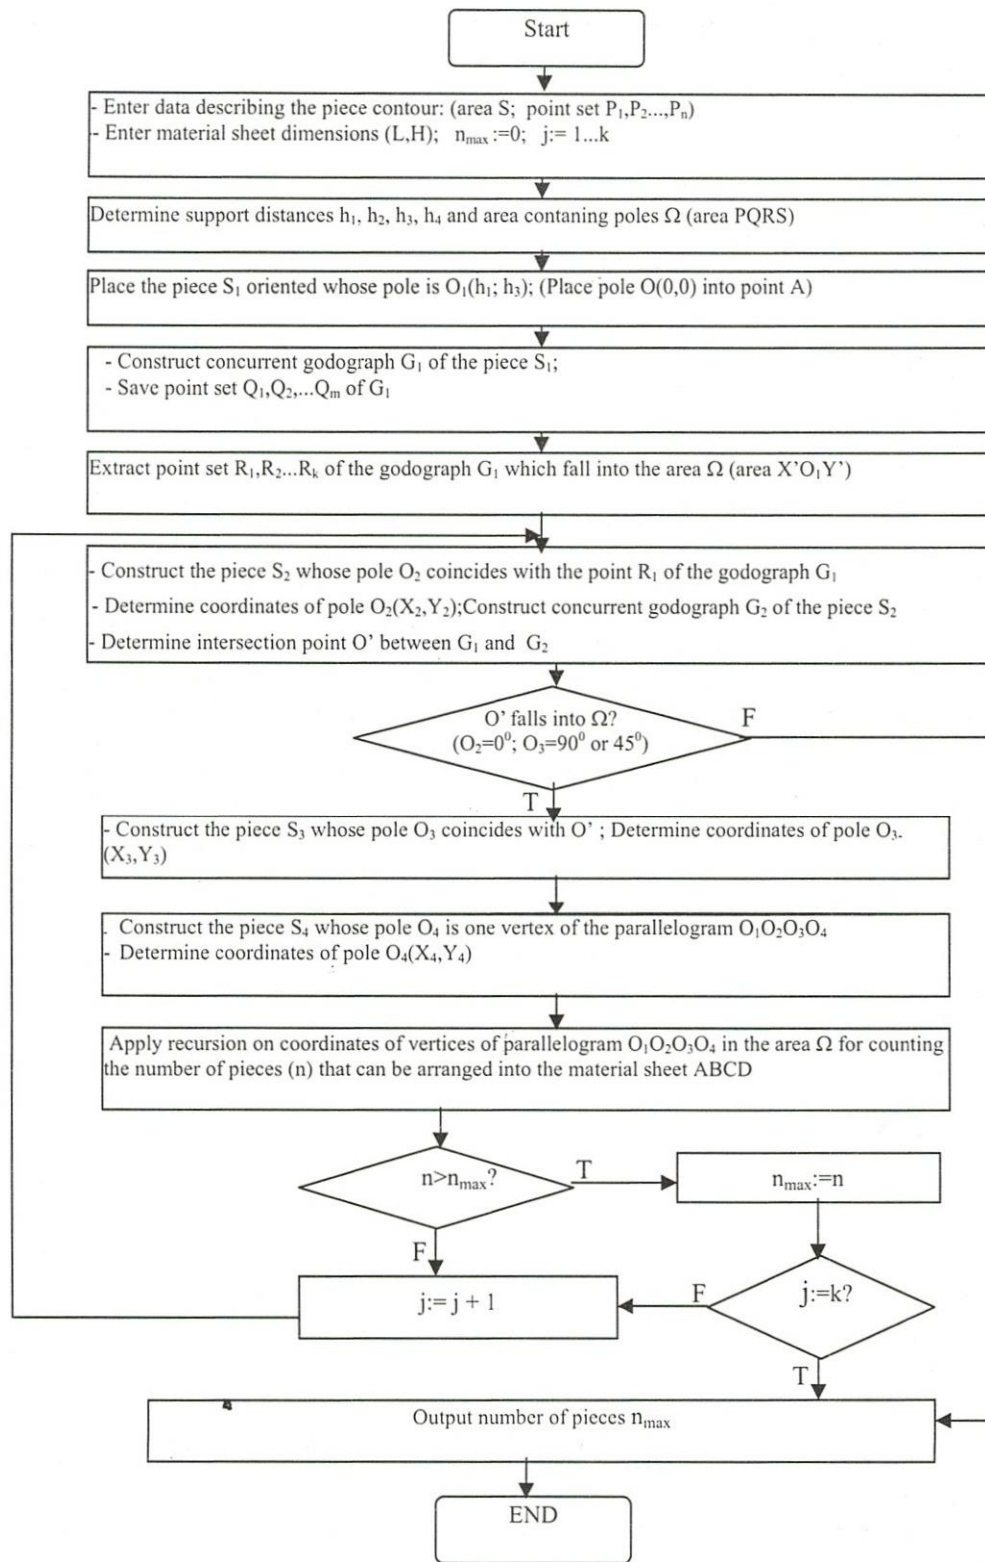 Start
- Enter data describing the piece contour: (area S; point set P₁,P₂...,Pₙ)
- Enter material sheet dimensions (L,H); nₘₐₓ :=0; j:= 1...k
Determine support distances h₁, h₂, h₃, h₄ and area contaning poles Ω (area PQRS)
Place the piece S₁ oriented whose pole is O₁(h₁; h₃); (Place pole O(0,0) into point A)
- Construct concurrent godograph G₁ of the piece S₁;
- Save point set Q₁,Q₂,...Qₘ of G₁
Extract point set R₁,R₂...Rₖ of the godograph G₁ which fall into the area Ω (area X'O₁Y')
- Construct the piece S₂ whose pole O₂ coincides with the point R₁ of the godograph G₁
- Determine coordinates of pole O₂(X₂,Y₂);Construct concurrent godograph G₂ of the piece S₂
- Determine intersection point O' between G₁ and G₂
O' falls into Ω?
(O₂=0⁰; O₃=90⁰ or 45⁰)
F
T
- Construct the piece S₃ whose pole O₃ coincides with O' ; Determine coordinates of pole O₃.
(X₃,Y₃)
. Construct the piece S₄ whose pole O₄ is one vertex of the parallelogram O₁O₂O₃O₄
- Determine coordinates of pole O₄(X₄,Y₄)
Apply recursion on coordinates of vertices of parallelogram O₁O₂O₃O₄ in the area Ω for counting
the number of pieces (n) that can be arranged into the material sheet ABCD
n>nₘₐₓ?
T
nₘₐₓ:=n
F
j:= j + 1
F
j:=k?
T
Output number of pieces nₘₐₓ
END